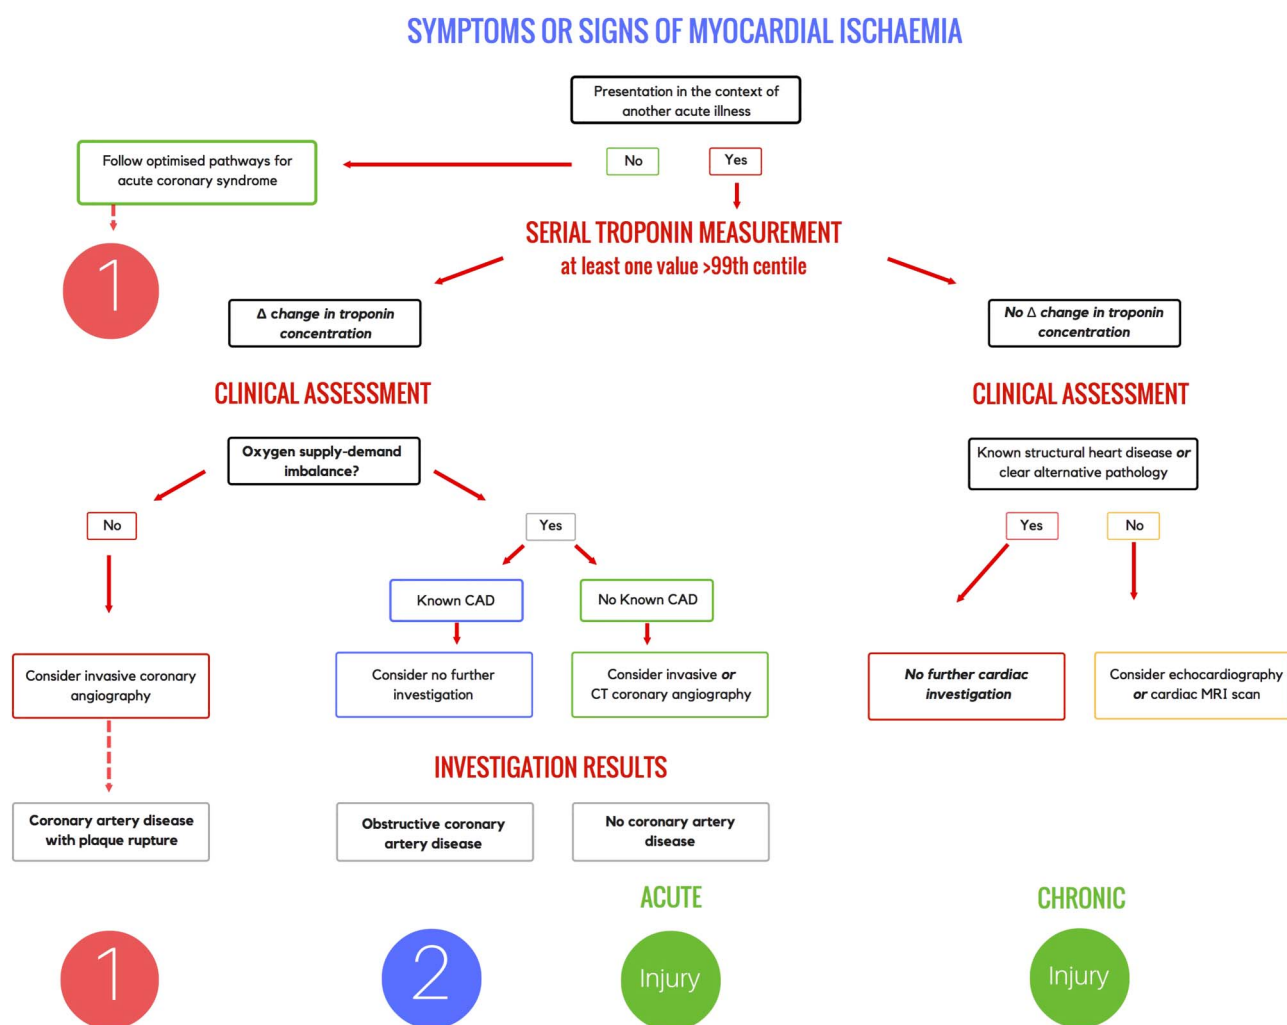 SYMPTOMS OR SIGNS OF MYOCARDIAL ISCHAEMIA
Presentation in the context of
another acute illness
Follow optimised pathways for
acute coronary syndrome
No
Yes
1
SERIAL TROPONIN MEASUREMENT
at least one value >99th centile
Δ change in troponin
concentration
No Δ change in troponin
concentration
CLINICAL ASSESSMENT
CLINICAL ASSESSMENT
Oxygen supply-demand
imbalance?
Known structural heart disease or
clear alternative pathology
No
Yes
Yes
No
Known CAD
No Known CAD
Consider invasive coronary
angiography
Consider no further
investigation
Consider invasive or
CT coronary angiography
No further cardiac
investigation
Consider echocardiography
or cardiac MRI scan
INVESTIGATION RESULTS
Coronary artery disease
with plaque rupture
Obstructive coronary
artery disease
No coronary artery
disease
ACUTE
CHRONIC
1
2
Injury
Injury